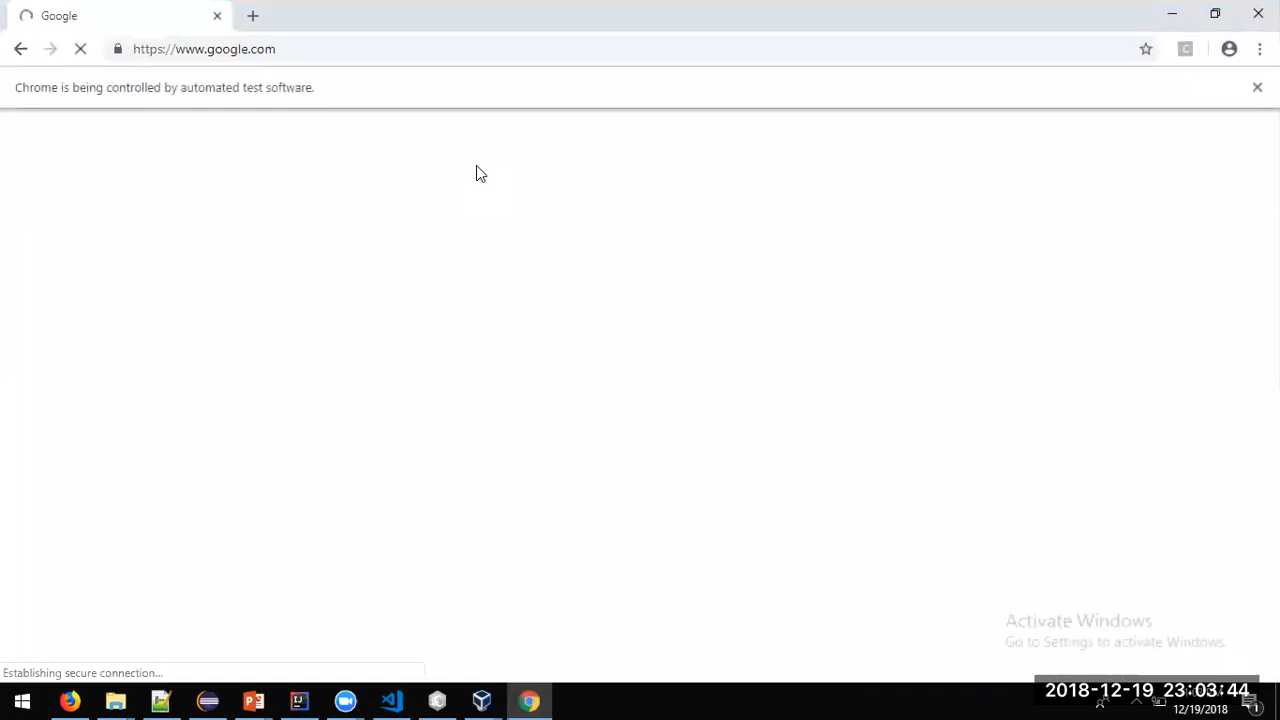 Google
https://www.google.com
Chrome is being controlled by automated test software.
Activate Windows
Go to Settings to activate Windows.
Establishing secure connection...
2018-12-19 23:03:44
12/19/2018